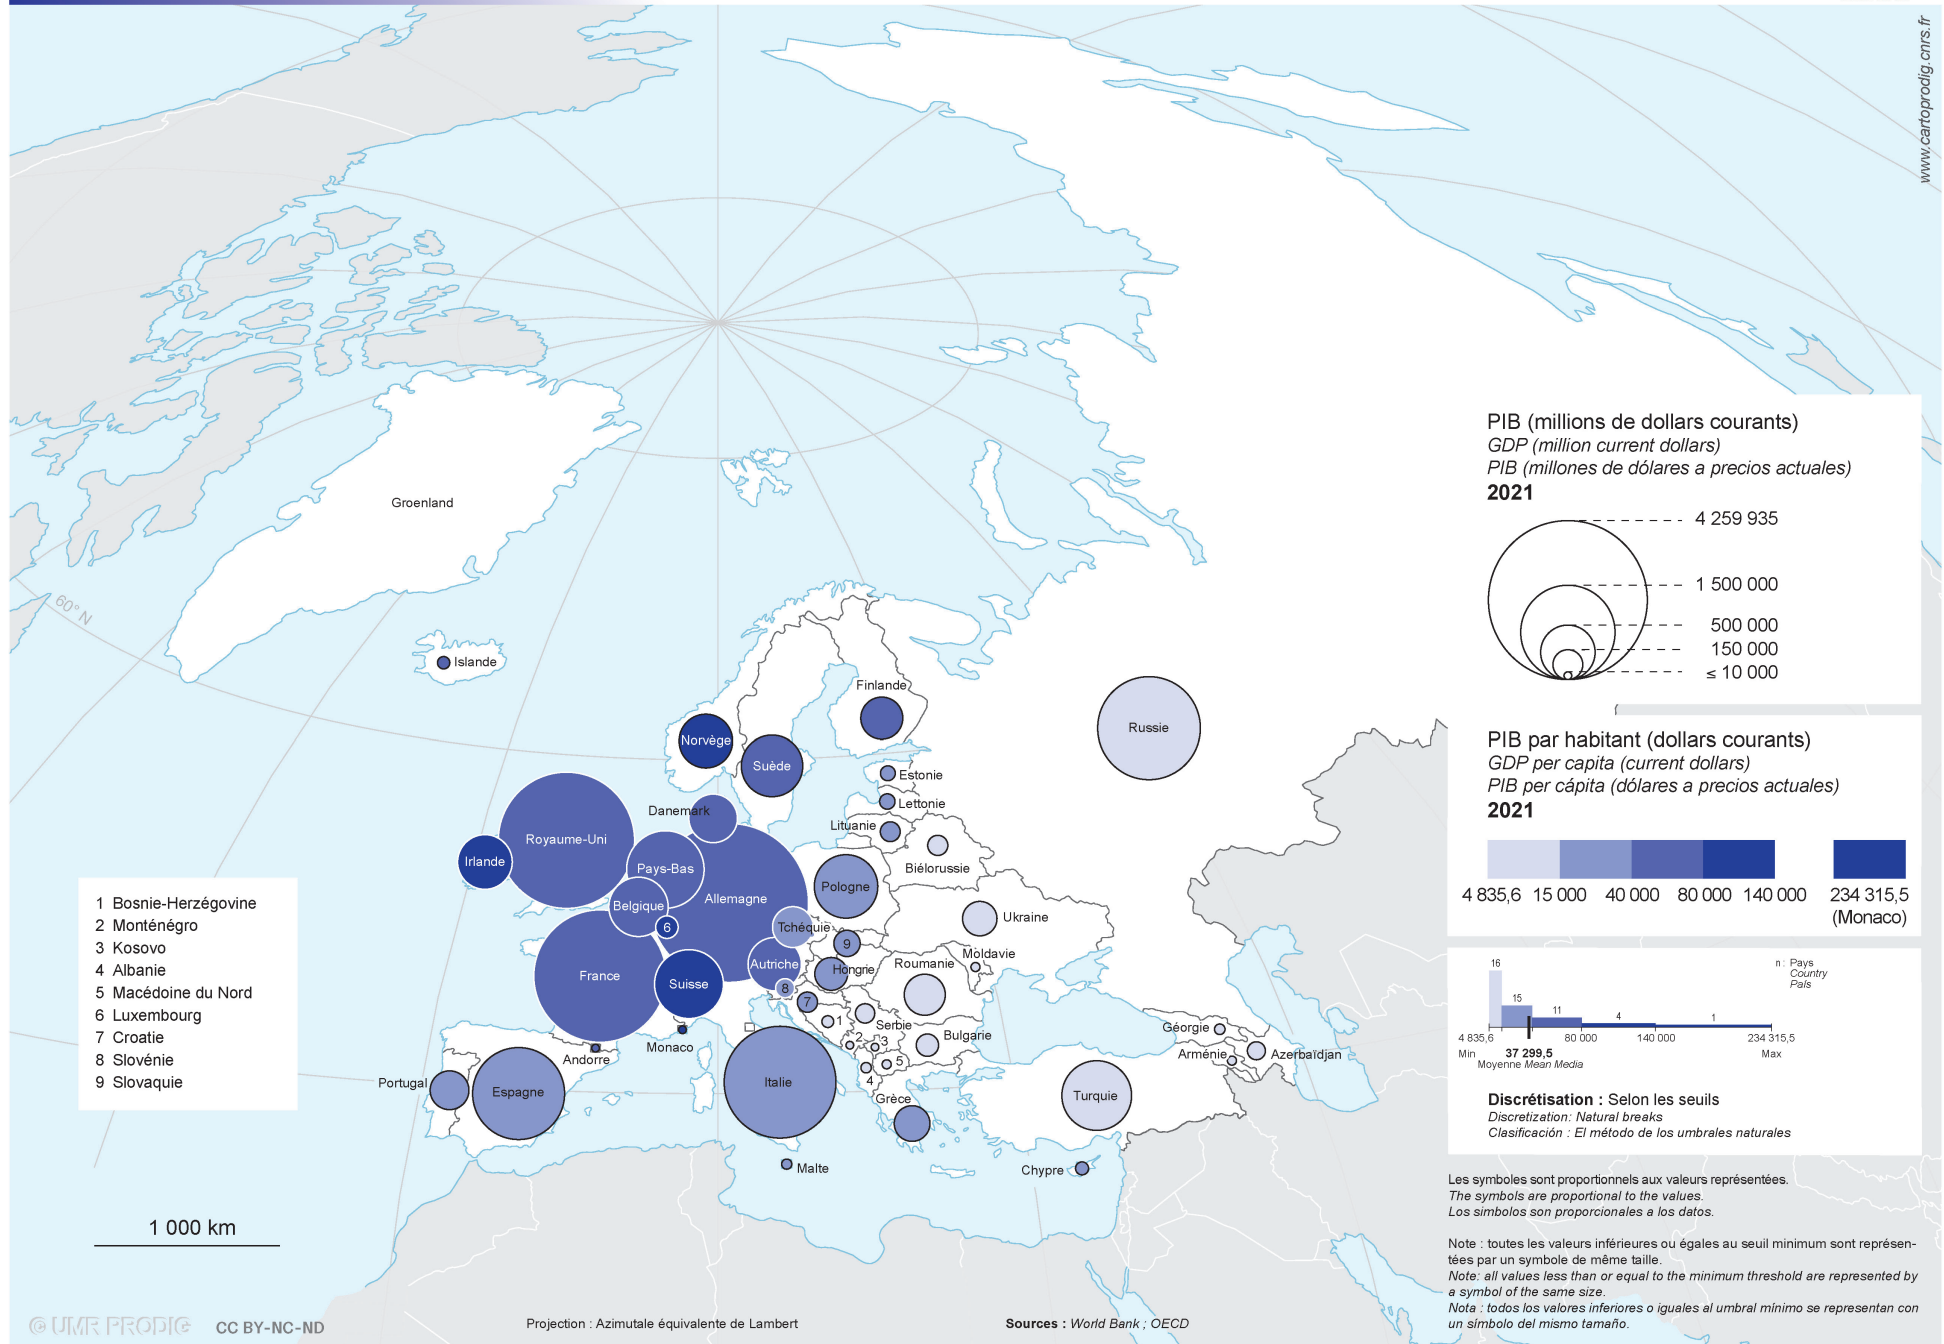 www.cartoprodig.cnrs.fr
Groenland
60° N
Islande
Finlande
Norvège
Suède
Russie
Estonie
Lettonie
Lituanie
Biélorussie
Danemark
Royaume-Uni
Irlande
Pays-Bas
Allemagne
Pologne
Belgique
6
Tchéquie
Ukraine
9
Moldavie
Autriche
Hongrie
Roumanie
France
Suisse
8
7
1
Serbie
Bulgarie
2
3
5
4
Géorgie
Arménie
Azerbaïdjan
Andorre
Monaco
Portugal
Espagne
Italie
Grèce
Turquie
Malte
Chypre
1 Bosnie-Herzégovine
2 Monténégro
3 Kosovo
4 Albanie
5 Macédoine du Nord
6 Luxembourg
7 Croatie
8 Slovénie
9 Slovaquie
1 000 km
© UMR PRODIG
CC BY-NC-ND
Projection : Azimutale équivalente de Lambert
Sources : World Bank ; OECD
PIB (millions de dollars courants)
GDP (million current dollars)
PIB (millones de dólares a precios actuales)
2021
4 259 935
1 500 000
500 000
150 000
≤ 10 000
PIB par habitant (dollars courants)
GDP per capita (current dollars)
PIB per cápita (dólares a precios actuales)
2021
4 835,6 15 000 40 000 80 000 140 000 234 315,5
(Monaco)
16
15
11
4
1
n : Pays
Country
País
4 835,6 80 000 140 000 234 315,5
Min 37 299,5 Max
Moyenne Mean Media
Discrétisation : Selon les seuils
Discretization: Natural breaks
Clasificación : El método de los umbrales naturales
Les symboles sont proportionnels aux valeurs représentées.
The symbols are proportional to the values.
Los símbolos son proporcionales a los datos.
Note : toutes les valeurs inférieures ou égales au seuil minimum sont représen-
tées par un symbole de même taille.
Note: all values less than or equal to the minimum threshold are represented by
a symbol of the same size.
Nota : todos los valores inferiores o iguales al umbral mínimo se representan con
un símbolo del mismo tamaño.